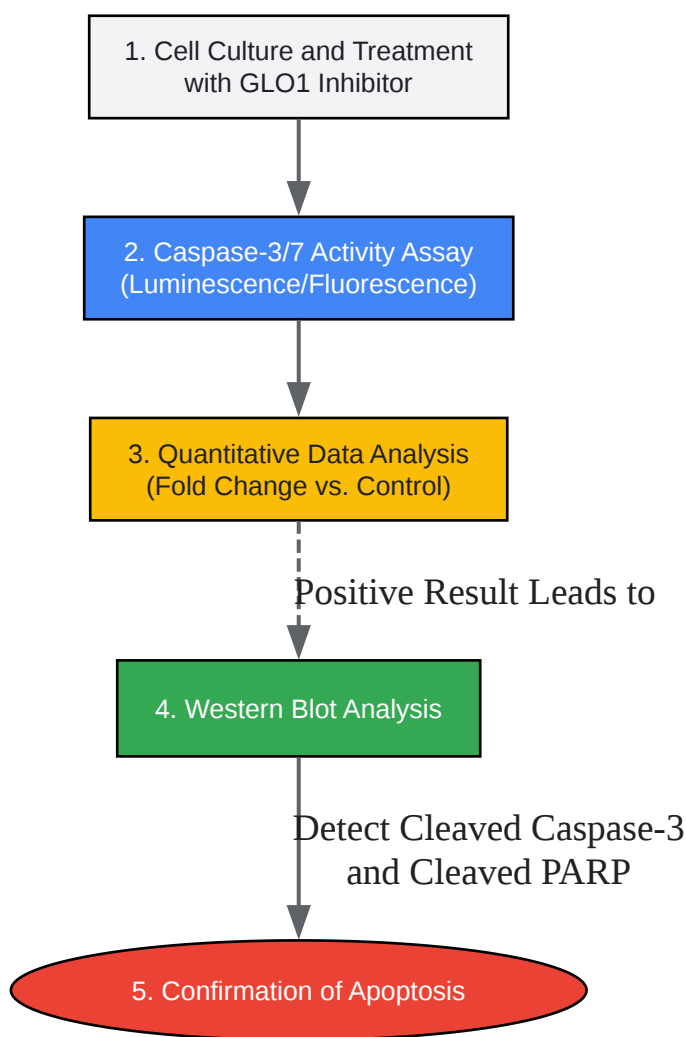 1. Cell Culture and Treatment
with GLO1 Inhibitor
2. Caspase-3/7 Activity Assay
(Luminescence/Fluorescence)
3. Quantitative Data Analysis
(Fold Change vs. Control)
Positive Result Leads to
4. Western Blot Analysis
Detect Cleaved Caspase-3
and Cleaved PARP
5. Confirmation of Apoptosis